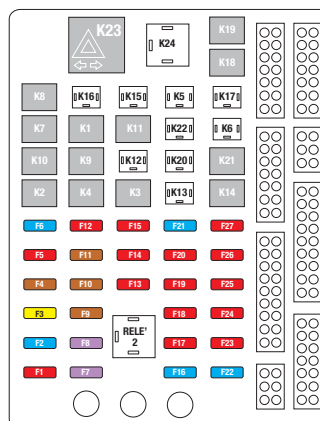 K23 K24 K19
K18
K8 K16 K15 K5 K17
K7 K1 K11 K22 K6
K10 K9 K12 K20 K21
K2 K4 K3 K13 K14
F6 F12 F15 F21 F27
F5 F11 F14 F20 F26
F4 F10 F13 F19 F25
F3 F9 F18 F24
RELE'
2
F2 F8 F17 F23
F1 F7 F16 F22